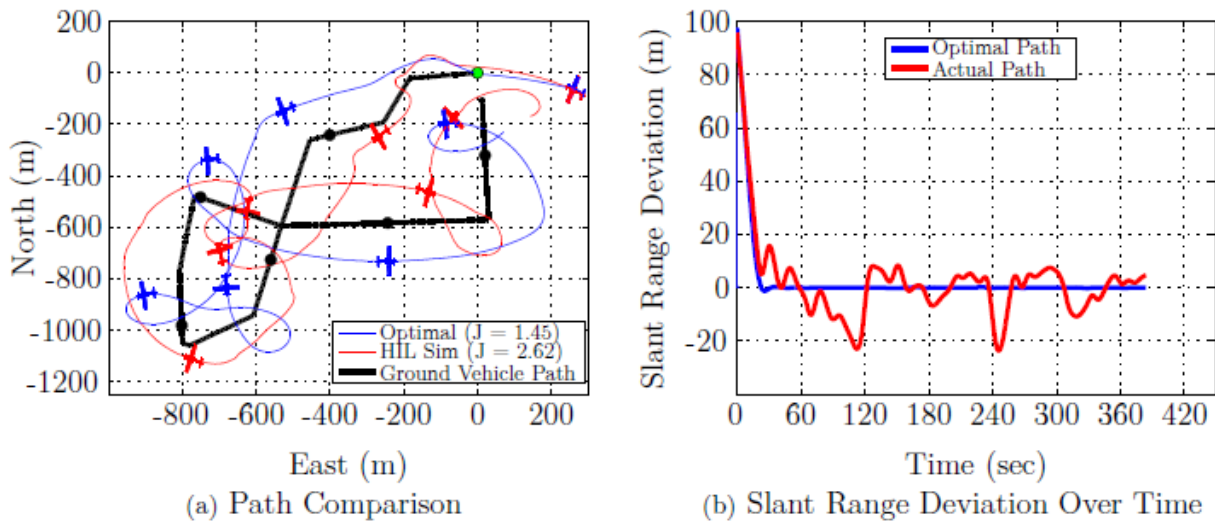 200
0
-200
-400
-600
-800
-1000
-1200
North (m)
-800 -600 -400 -200 0 200
East (m)
Optimal (J = 1.45)
HIL Sim (J = 2.62)
Ground Vehicle Path
(a) Path Comparison
100
80
60
40
20
0
-20
Slant Range Deviation (m)
0 60 120 180 240 300 360 420
Time (sec)
Optimal Path
Actual Path
(b) Slant Range Deviation Over Time